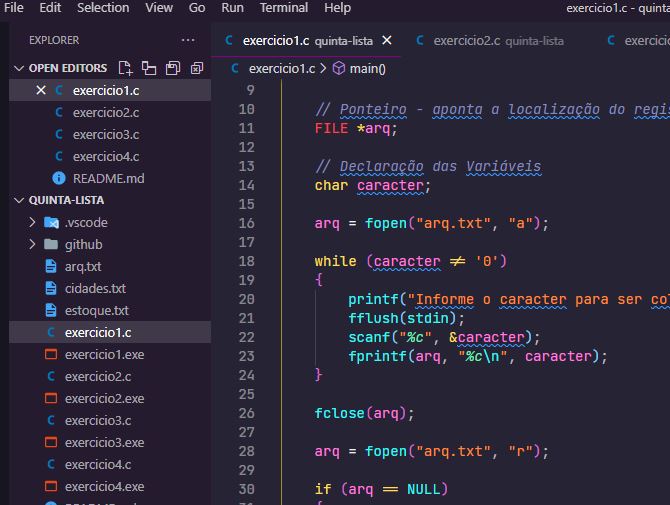 File Edit Selection View Go Run Terminal Help exercicio1.c - quinta
EXPLORER ···
exercicio1.c quinta-lista × exercicio2.c quinta-lista exercicio
OPEN EDITORS
exercicio1.c > main()
× exercicio1.c
exercicio2.c
exercicio3.c
exercicio4.c
README.md
QUINTA-LISTA
.vscode
github
arq.txt
cidades.txt
estoque.txt
exercicio1.c
exercicio1.exe
exercicio2.c
exercicio2.exe
exercicio3.c
exercicio3.exe
exercicio4.c
exercicio4.exe
9
10 // Ponteiro - aponta a localização do regis
11 FILE *arq;
12
13 // Declaração das Variáveis
14 char caracter;
15
16 arq = fopen("arq.txt", "a");
17
18 while (caracter ≠ '0')
19 {
20 printf("Informe o caracter para ser col
21 fflush(stdin);
22 scanf("%c", &caracter);
23 fprintf(arq, "%c\n", caracter);
24 }
25
26 fclose(arq);
27
28 arq = fopen("arq.txt", "r");
29
30 if (arq == NULL)